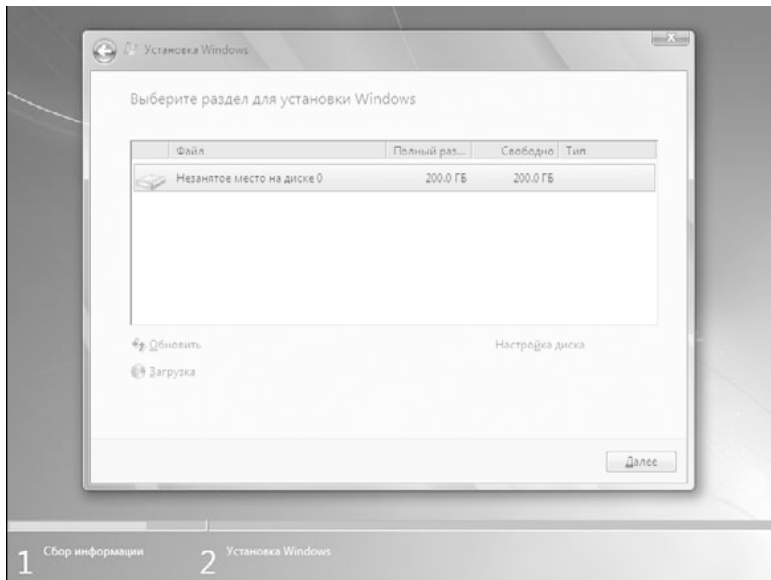 Установка Windows
Выберите раздел для установки Windows
Файл Полный раз... Свободно Тип
Незанятое место на диске 0 200.0 ГБ 200.0 ГБ
Обновить Настройка диска
Загрузка
Далее
1 Сбор информации 2 Установка Windows